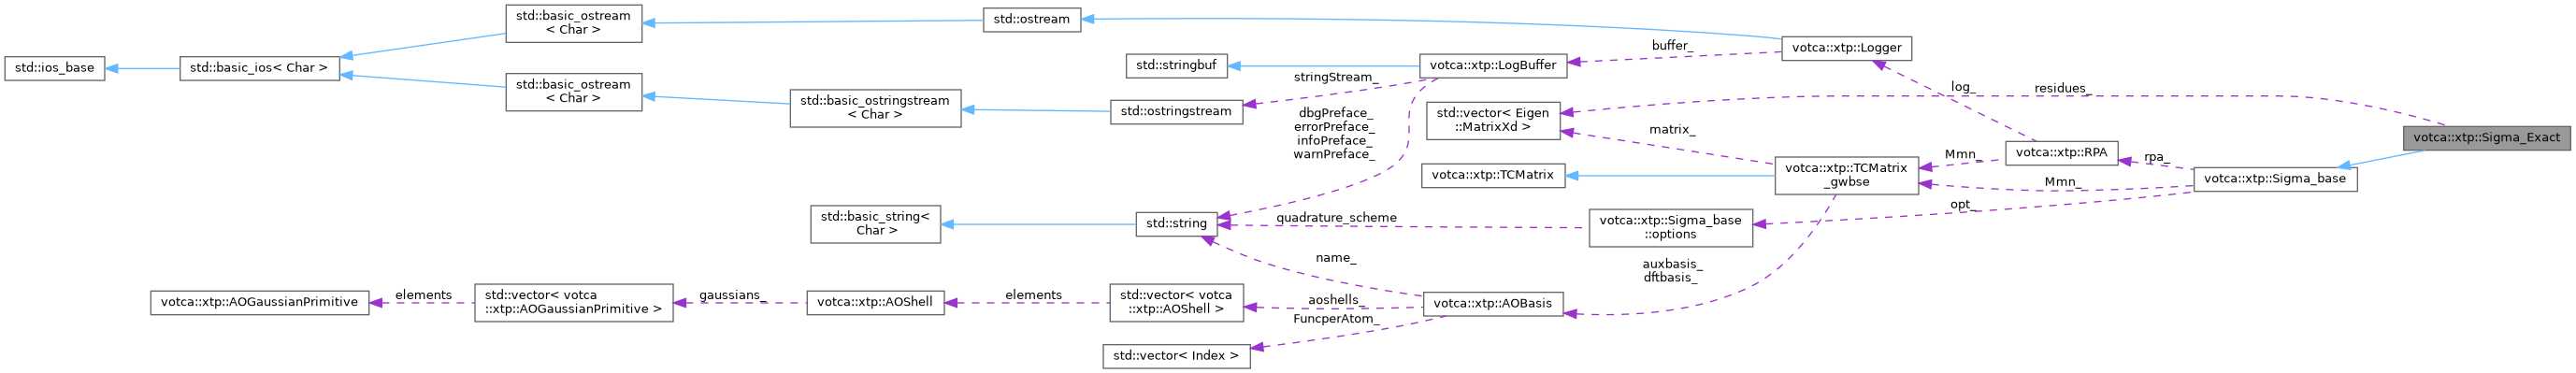 std::ios_base
std::basic_ios< Char >
std::basic_ostream
< Char >
std::basic_ostream
< Char >
std::ostream
std::basic_ostringstream
< Char >
std::stringbuf
std::ostringstream
votca::xtp::Logger
votca::xtp::LogBuffer
buffer_
stringStream_
dbgPreface_
errorPreface_
infoPreface_
warnPreface_
std::vector< Eigen
::MatrixXd >
matrix_
votca::xtp::TCMatrix
votca::xtp::TCMatrix
_gwbse
log_
residues_
votca::xtp::Sigma_Exact
votca::xtp::RPA
Mmn_
rpa_
votca::xtp::Sigma_base
Mmn_
opt_
std::basic_string<
Char >
std::string
quadrature_scheme
votca::xtp::Sigma_base
::options
name_
auxbasis_
dftbasis_
votca::xtp::AOGaussianPrimitive
elements
std::vector< votca
::xtp::AOGaussianPrimitive >
gaussians_
votca::xtp::AOShell
elements
std::vector< votca
::xtp::AOShell >
aoshells_
votca::xtp::AOBasis
FuncperAtom_
std::vector< Index >